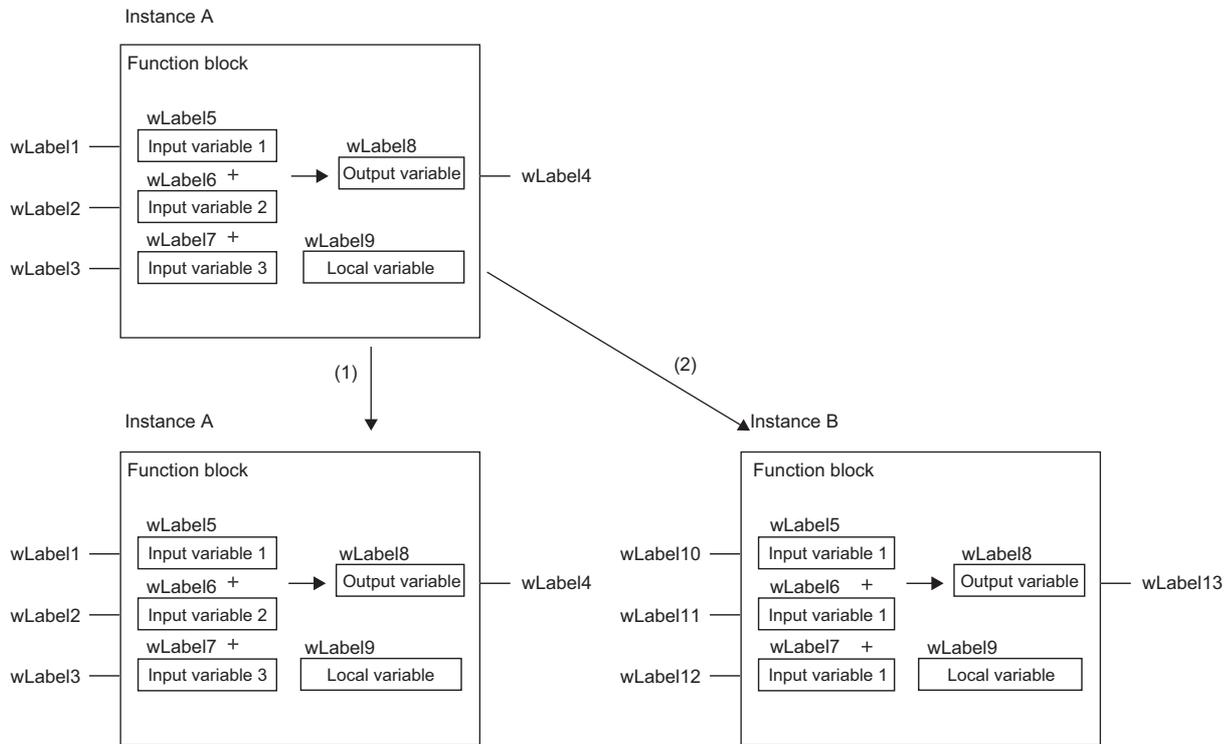 Instance A
Function block
wLabel5
wLabel1
Input variable 1
wLabel8
wLabel6 +
Output variable
wLabel4
wLabel2
Input variable 2
wLabel7 +
wLabel9
wLabel3
Input variable 3
Local variable
(1)
(2)
Instance A
Function block
wLabel5
wLabel1
Input variable 1
wLabel8
wLabel6 +
Output variable
wLabel4
wLabel2
Input variable 2
wLabel7 +
wLabel9
wLabel3
Input variable 3
Local variable
Instance B
Function block
wLabel5
wLabel10
Input variable 1
wLabel8
wLabel6 +
Output variable
wLabel13
wLabel11
Input variable 1
wLabel7 +
wLabel9
wLabel12
Input variable 1
Local variable